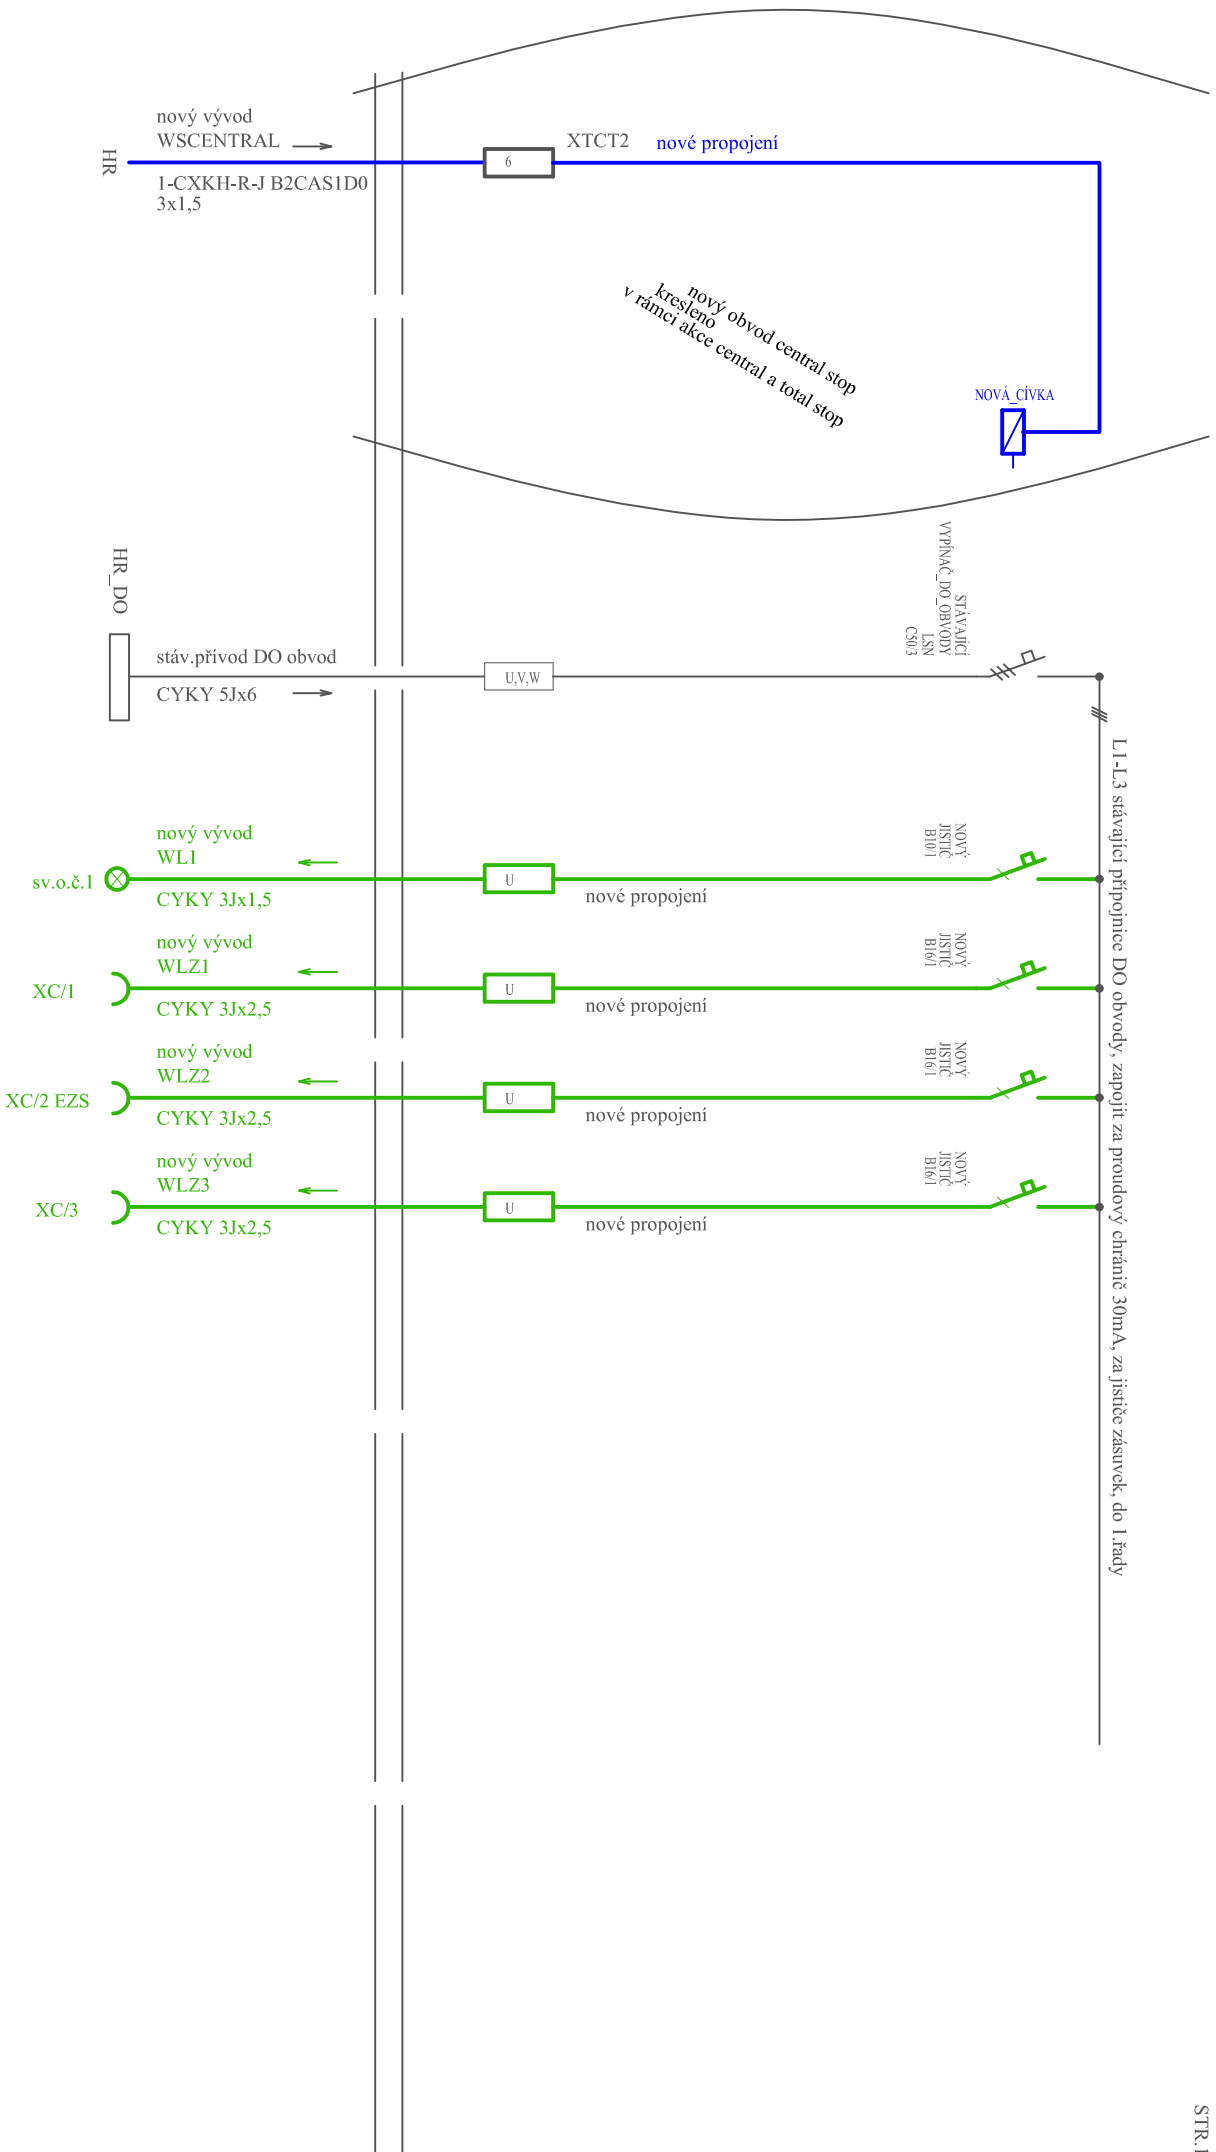 nový vývod
WSCENTRAL
HR
1-CXKH-R-J B2CAS1D0
3x1,5
6
XTCT2
nové propojení
nový obvod central stop
kresleno
v rámci akce central a total stop
NOVÁ_CÍVKA
HR_DO
stáv.přívod DO obvod
CYKY 5Jx6
U,V,W
STÁVAJÍCÍ
VYPÍNAČ_DO_OBVODY
LSN
C50/3
L1-L3 stávající přípojnice DO obvody, zapojit za proudový chránič 30mA, za jističe zásuvek, do 1.řady
nový vývod
WL1
sv.o.č.1
CYKY 3Jx1,5
U
nové propojení
NOVÝ
JISTIČ
B10/1
nový vývod
WLZ1
XC/1
CYKY 3Jx2,5
U
nové propojení
NOVÝ
JISTIČ
B16/1
nový vývod
WLZ2
XC/2 EZS
CYKY 3Jx2,5
U
nové propojení
NOVÝ
JISTIČ
B16/1
nový vývod
WLZ3
XC/3
CYKY 3Jx2,5
U
nové propojení
NOVÝ
JISTIČ
B16/1
STR.1